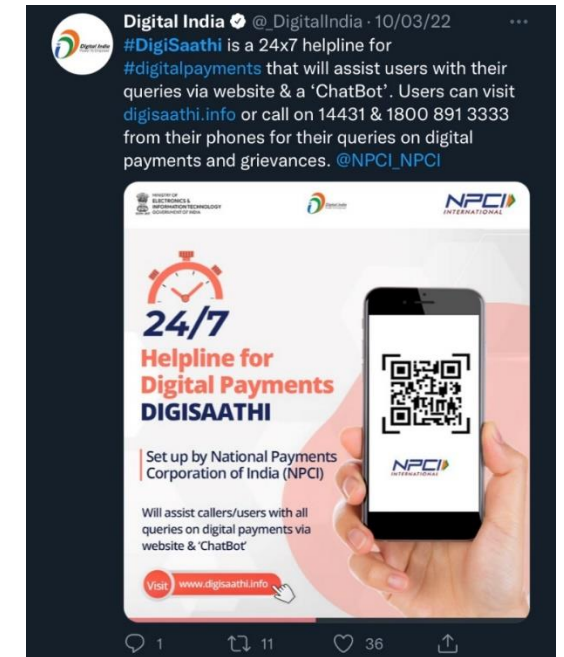 Digital India @_DigitalIndia · 10/03/22
#DigiSaathi is a 24x7 helpline for
#digitalpayments that will assist users with their
queries via website & a ‘ChatBot’. Users can visit
digisaathi.info or call on 14431 & 1800 891 3333
from their phones for their queries on digital
payments and grievances. @NPCI_NPCI
MINISTRY OF
ELECTRONICS &
INFORMATION TECHNOLOGY
GOVERNMENT OF INDIA
Digital India
NPCI
INTERNATIONAL
24/7
Helpline for
Digital Payments
DIGISAATHI
Set up by National Payments
Corporation of India (NPCI)
Will assist callers/users with all
queries on digital payments via
website & ‘ChatBot’
Visit www.digisaathi.info
NPCI
INTERNATIONAL
1 11 36